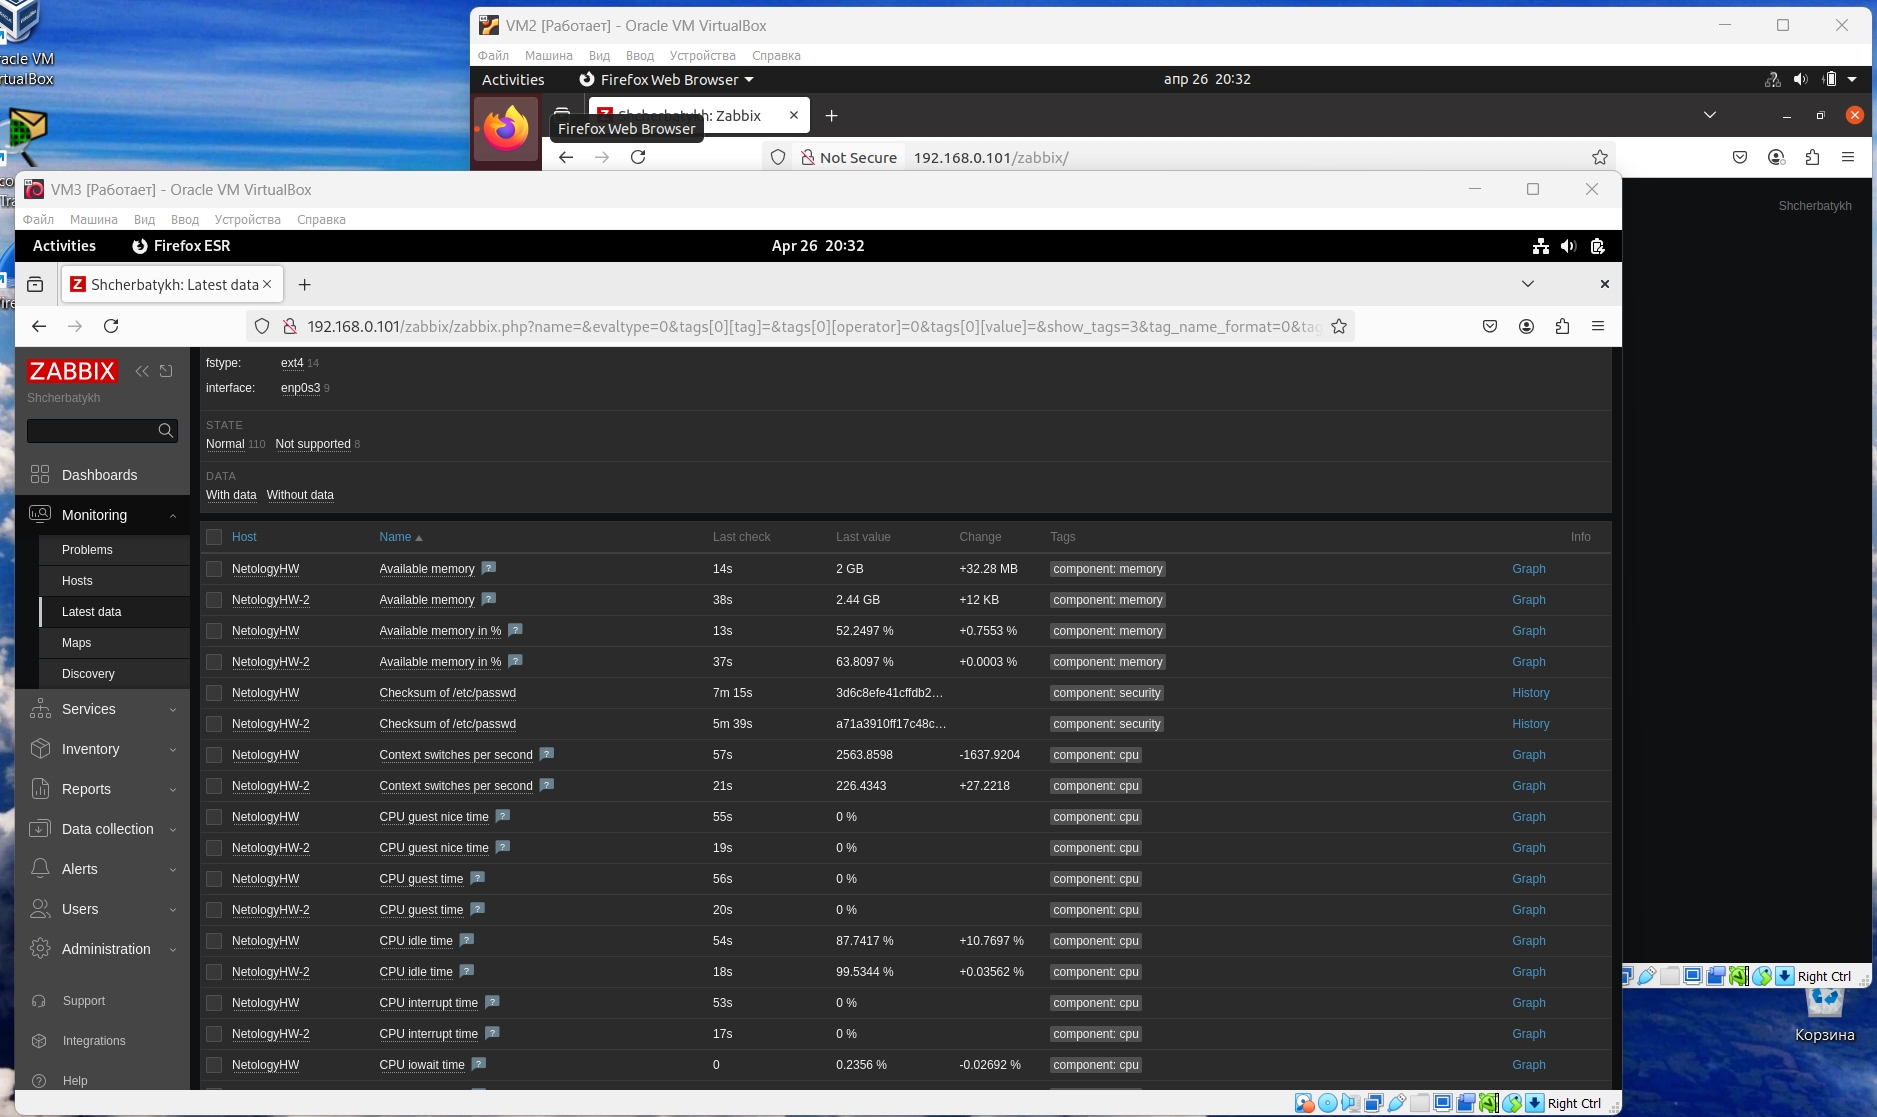 acle VM
rtualBox
VM2 [Работает] - Oracle VM VirtualBox
Файл Машина Вид Ввод Устройства Справка
Activities Firefox Web Browser апр 26 20:32
Shcherbatykh: Zabbix
Firefox Web Browser
Not Secure 192.168.0.101/zabbix/
Shcherbatykh
VM3 [Работает] - Oracle VM VirtualBox
Файл Машина Вид Ввод Устройства Справка
Activities Firefox ESR Apr 26 20:32
Z Shcherbatykh: Latest data
192.168.0.101/zabbix/zabbix.php?name=&evaltype=0&tags[0][tag]=&tags[0][operator]=0&tags[0][value]=&show_tags=3&tag_name_format=0&tag
ZABBIX
Shcherbatykh
Dashboards
Monitoring
Problems
Hosts
Latest data
Maps
Discovery
Services
Inventory
Reports
Data collection
Alerts
Users
Administration
Support
Integrations
Help
fstype: ext4 14
interface: enp0s3 9
STATE
Normal 110 Not supported 8
DATA
With data Without data
Host Name Last check Last value Change Tags Info
NetologyHW Available memory ? 14s 2 GB +32.28 MB component: memory Graph
NetologyHW-2 Available memory ? 38s 2.44 GB +12 KB component: memory Graph
NetologyHW Available memory in % ? 13s 52.2497 % +0.7553 % component: memory Graph
NetologyHW-2 Available memory in % ? 37s 63.8097 % +0.0003 % component: memory Graph
NetologyHW Checksum of /etc/passwd 7m 15s 3d6c8efe41cffdb2… component: security History
NetologyHW-2 Checksum of /etc/passwd 5m 39s a71a3910ff17c48c… component: security History
NetologyHW Context switches per second ? 57s 2563.8598 -1637.9204 component: cpu Graph
NetologyHW-2 Context switches per second ? 21s 226.4343 +27.2218 component: cpu Graph
NetologyHW CPU guest nice time ? 55s 0 % component: cpu Graph
NetologyHW-2 CPU guest nice time ? 19s 0 % component: cpu Graph
NetologyHW CPU guest time ? 56s 0 % component: cpu Graph
NetologyHW-2 CPU guest time ? 20s 0 % component: cpu Graph
NetologyHW CPU idle time ? 54s 87.7417 % +10.7697 % component: cpu Graph
NetologyHW-2 CPU idle time ? 18s 99.5344 % +0.03562 % component: cpu Graph
NetologyHW CPU interrupt time ? 53s 0 % component: cpu Graph
NetologyHW-2 CPU interrupt time ? 17s 0 % component: cpu Graph
NetologyHW CPU iowait time ? 0 0.2356 % -0.02692 % component: cpu Graph
Right Ctrl
Корзина
Right Ctrl